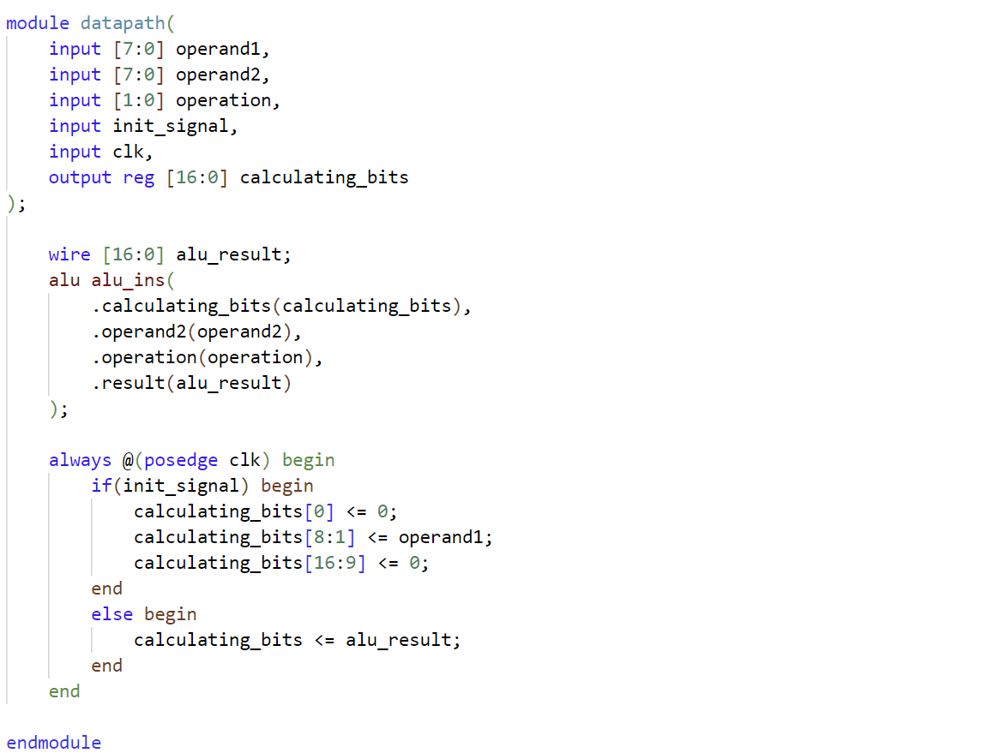 module datapath(
    input [7:0] operand1,
    input [7:0] operand2,
    input [1:0] operation,
    input init_signal,
    input clk,
    output reg [16:0] calculating_bits
);
    wire [16:0] alu_result;
    alu alu_ins(
        .calculating_bits(calculating_bits),
        .operand2(operand2),
        .operation(operation),
        .result(alu_result)
    );
    always @(posedge clk) begin
        if(init_signal) begin
            calculating_bits[0] <= 0;
            calculating_bits[8:1] <= operand1;
            calculating_bits[16:9] <= 0;
        end
        else begin
            calculating_bits <= alu_result;
        end
    end
endmodule